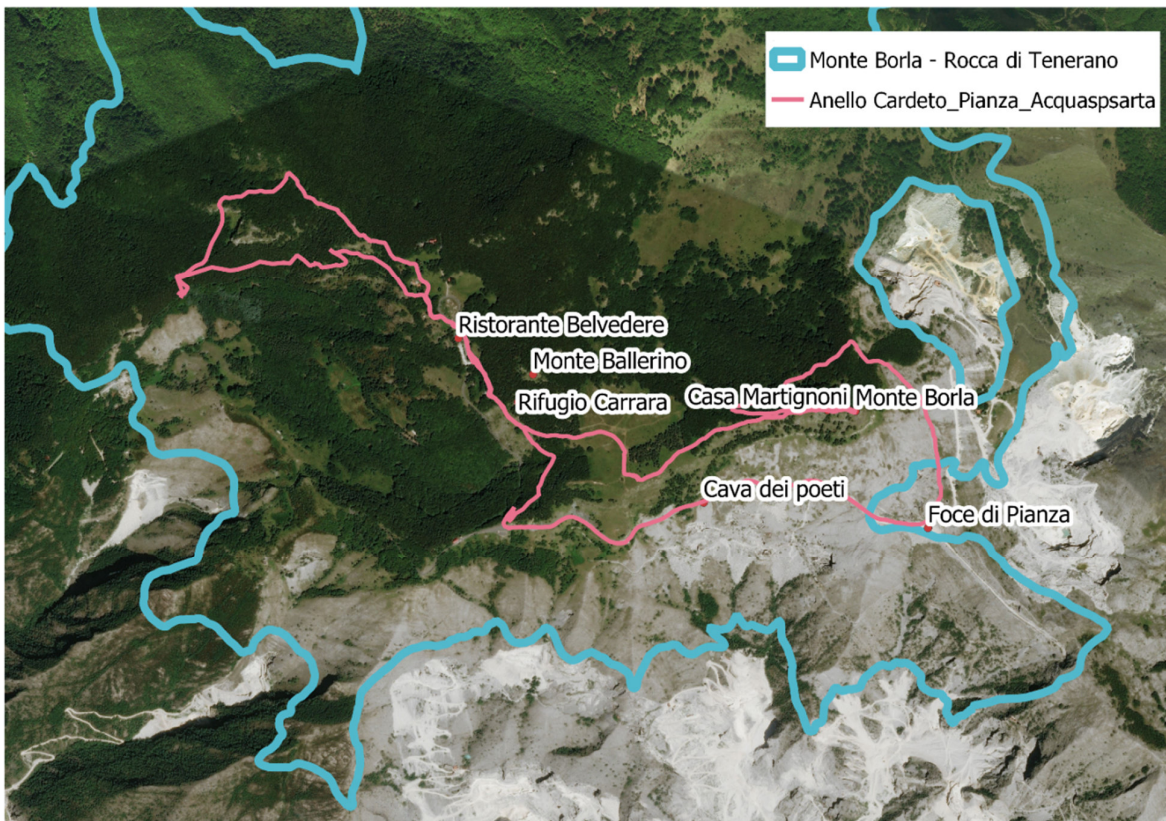 Monte Borla - Rocca di Tenerano
Anello Cardeto_Pianza_Acquaspsarta
Ristorante Belvedere
Monte Ballerino
Rifugio Carrara
Casa Martignoni
Monte Borla
Cava dei poeti
Foce di Pianza